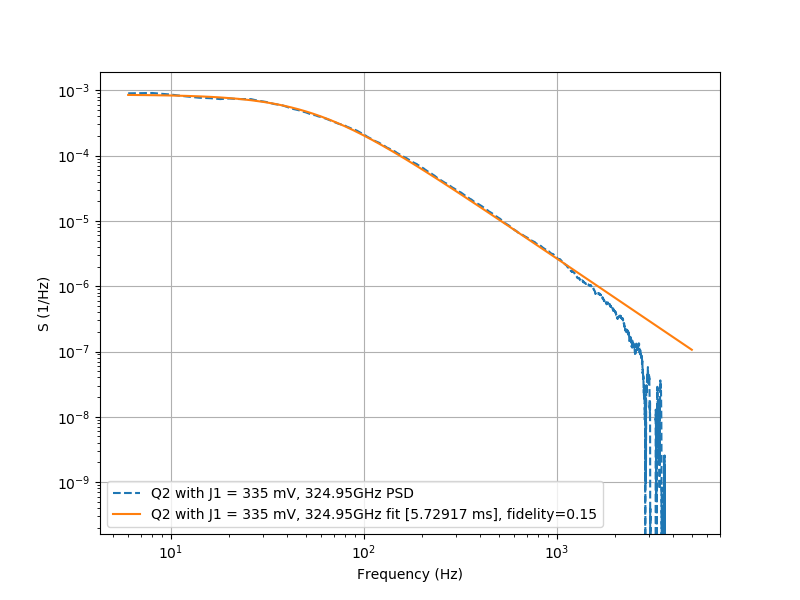 10⁻³
10⁻⁴
10⁻⁵
10⁻⁶
10⁻⁷
10⁻⁸
10⁻⁹
S (1/Hz)
Q2 with J1 = 335 mV, 324.95GHz PSD
Q2 with J1 = 335 mV, 324.95GHz fit [5.72917 ms], fidelity=0.15
10¹ 10² 10³
Frequency (Hz)